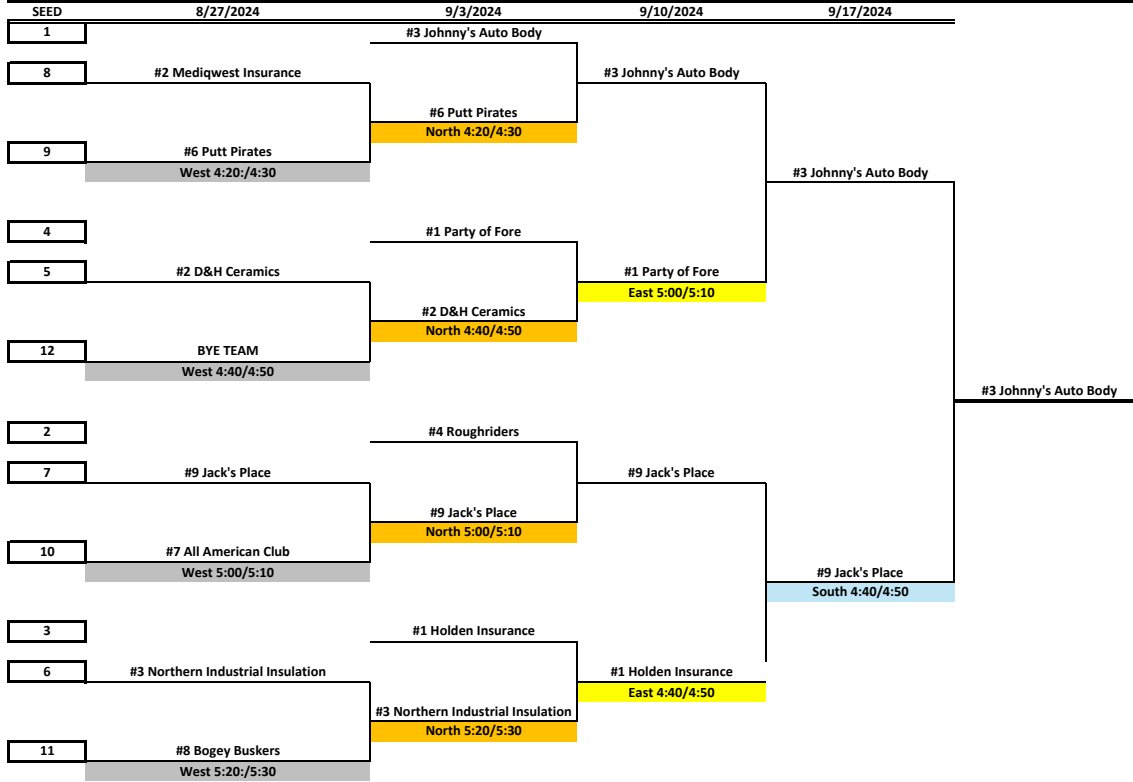 SEED 8/27/2024 9/3/2024 9/10/2024 9/17/2024
1 #3 Johnny's Auto Body
8 #2 Mediqwest Insurance #3 Johnny's Auto Body
#6 Putt Pirates
North 4:20/4:30
9 #6 Putt Pirates
West 4:20:/4:30 #3 Johnny's Auto Body
4 #1 Party of Fore
5 #2 D&H Ceramics #1 Party of Fore
East 5:00/5:10
#2 D&H Ceramics
North 4:40/4:50
12 BYE TEAM
West 4:40/4:50
#3 Johnny's Auto Body
2 #4 Roughriders
7 #9 Jack's Place #9 Jack's Place
#9 Jack's Place
North 5:00/5:10
10 #7 All American Club
West 5:00/5:10 #9 Jack's Place
South 4:40/4:50
3 #1 Holden Insurance
6 #3 Northern Industrial Insulation #1 Holden Insurance
East 4:40/4:50
#3 Northern Industrial Insulation
North 5:20/5:30
11 #8 Bogey Buskers
West 5:20:/5:30